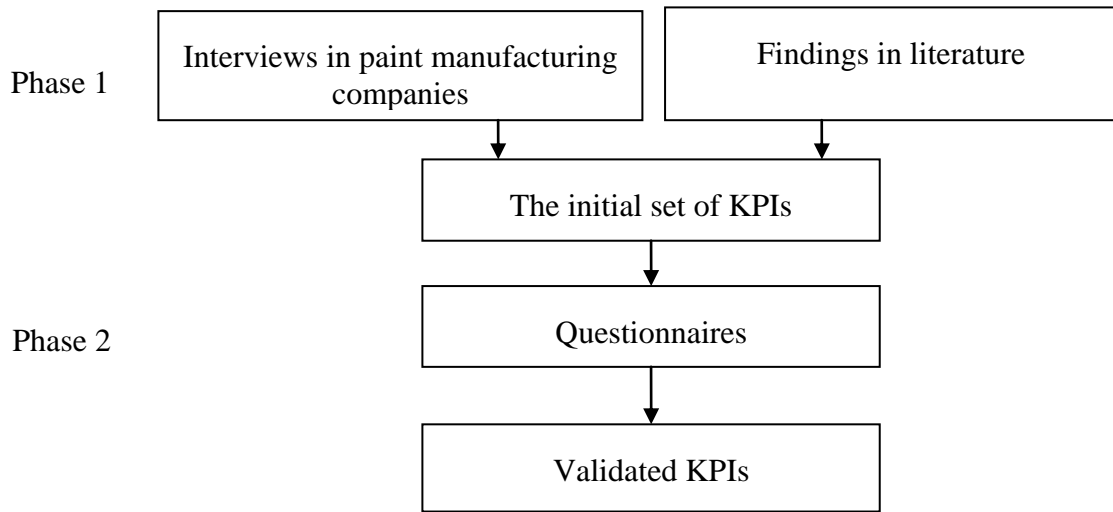 Phase 1
Interviews in paint manufacturing
companies
Findings in literature
The initial set of KPIs
Phase 2
Questionnaires
Validated KPIs